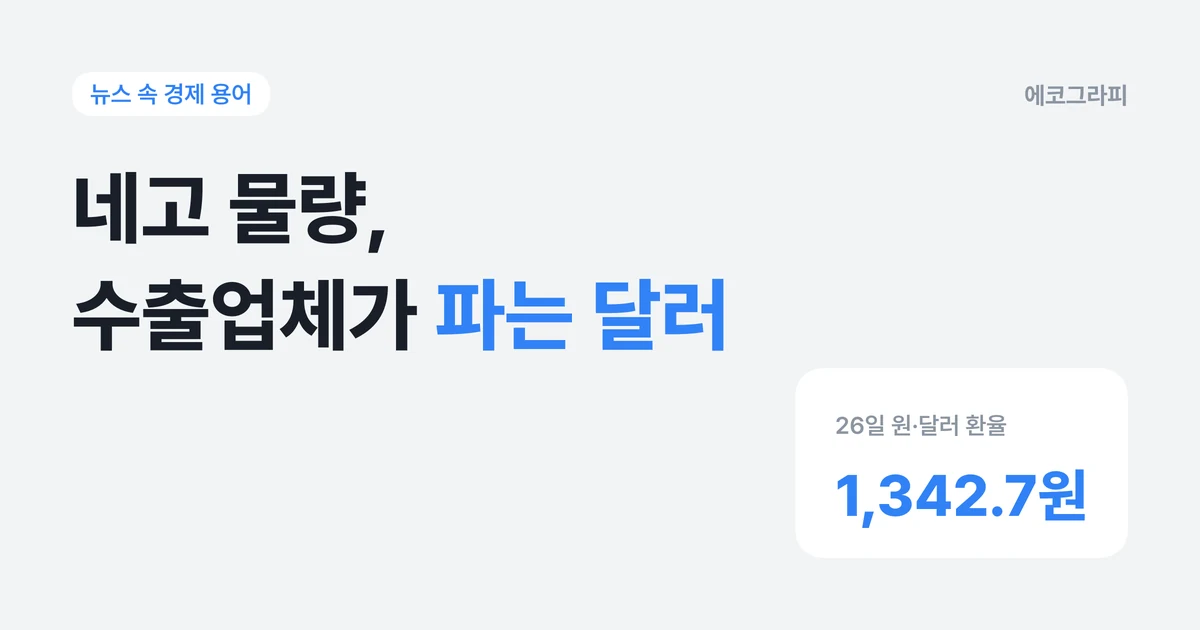 뉴스 속 경제 용어
에코그라피
네고 물량,
수출업체가 파는 달러
26일 원·달러 환율
1,342.7원